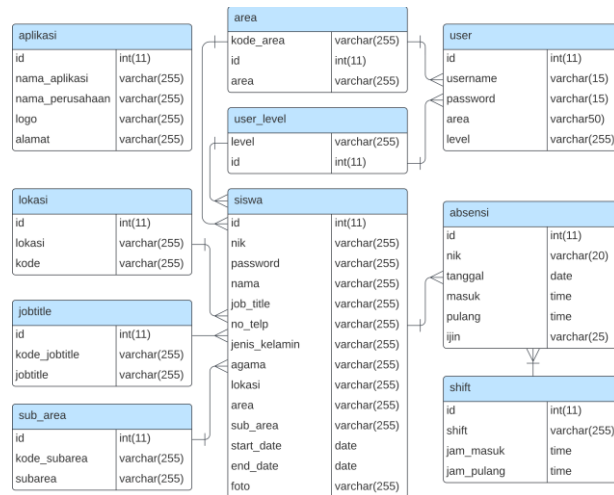 aplikasi
id int(11)
nama_aplikasi varchar(255)
nama_perusahaan varchar(255)
logo varchar(255)
alamat varchar(255)
area
kode_area varchar(255)
id int(11)
area varchar(255)
user
id int(11)
username varchar(15)
password varchar(15)
area varchar50)
level varchar(255)
user_level
level varchar(255)
id int(11)
lokasi
id int(11)
lokasi varchar(255)
kode varchar(255)
siswa
id int(11)
nik varchar(255)
password varchar(255)
nama varchar(255)
job_title varchar(255)
no_telp varchar(255)
jenis_kelamin varchar(255)
agama varchar(255)
lokasi varchar(255)
area varchar(255)
sub_area varchar(255)
start_date date
end_date date
foto varchar(255)
absensi
id int(11)
nik varchar(20)
tanggal date
masuk time
pulang time
ijin varchar(25)
jobtitle
id int(11)
kode_jobtitle varchar(255)
jobtitle varchar(255)
shift
id int(11)
shift varchar(255)
jam_masuk time
jam_pulang time
sub_area
id int(11)
kode_subarea varchar(255)
subarea varchar(255)